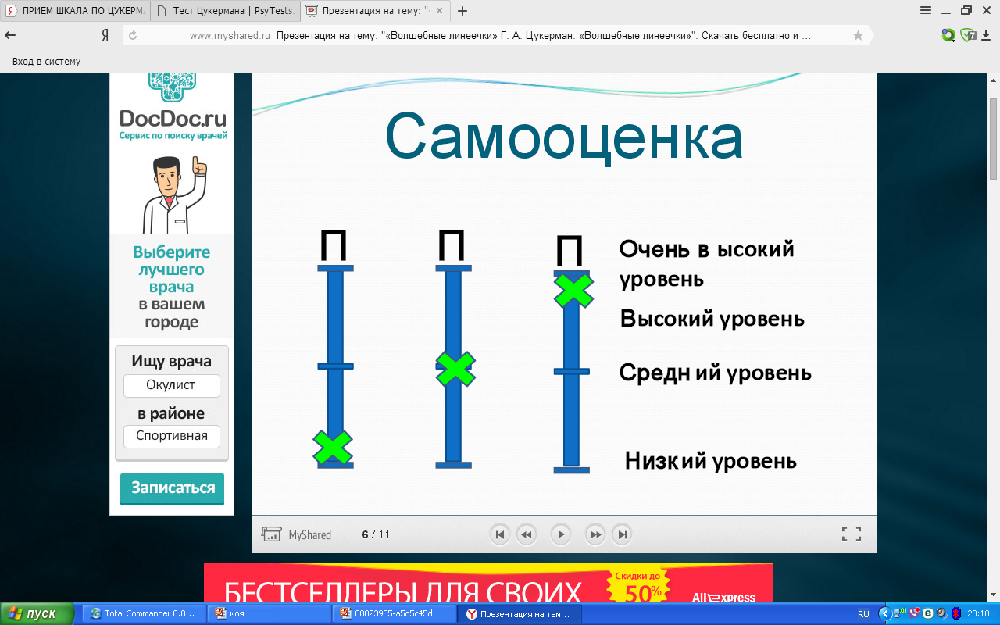 ПРИЕМ ШКАЛА ПО ЦУКЕРМА
Тест Цукермана | PsyTests.
Презентация на тему: "
www.myshared.ru Презентация на тему: "«Волшебные линеечки» Г. А. Цукерман. «Волшебные линеечки»". Скачать бесплатно и ...
Вход в систему
DocDoc.ru
Сервис по поиску врачей
Выберите
лучшего
врача
в вашем
городе
Ищу врача
Окулист
в районе
Спортивная
Записаться
Самооценка
П П П
Очень в ысокий
уровень
Высокий уровень
Средн ий уровень
Низкий уровень
MyShared 6 / 11
БЕСТСЕЛЛЕРЫ ДЛЯ СВОИХ
Скидки до
50%
AliExpress
пуск
Total Commander 8.0...
моя
00023905-a5d5c45d
Презентация на тем...
RU
23:18